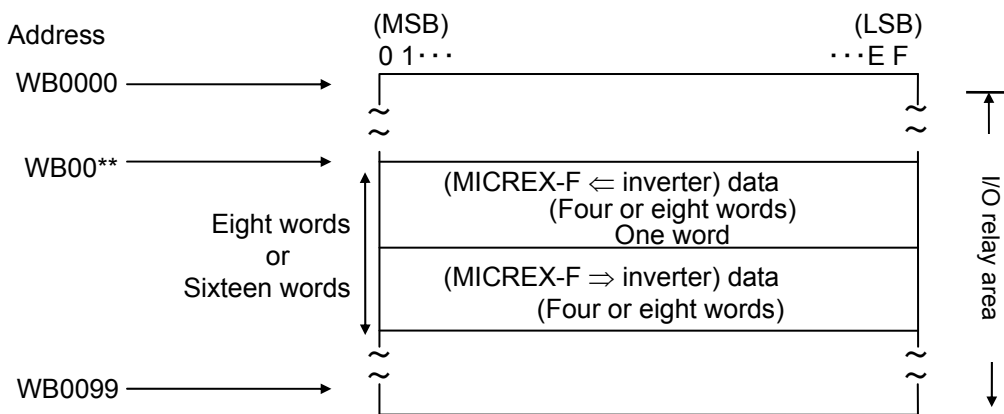 Address
(MSB)
(LSB)
0 1･･･
･･･E F
WB0000
WB00**
(MICREX-F ⇐ inverter) data
(Four or eight words)
One word
Eight words
or
Sixteen words
(MICREX-F ⇒ inverter) data
(Four or eight words)
WB0099
I/O relay area